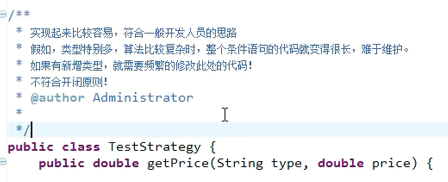 /**
 * 实现起来比较容易，符合一般开发人员的思路
 * 假如，类型特别多，算法比较复杂时，整个条件语句的代码就变得很长，难于维护。
 * 如果有新增类型，就需要频繁的修改此处的代码！
 * 不符合开闭原则！
 * @author Administrator
 *
 */
public class TestStrategy {
    public double getPrice(String type, double price) {